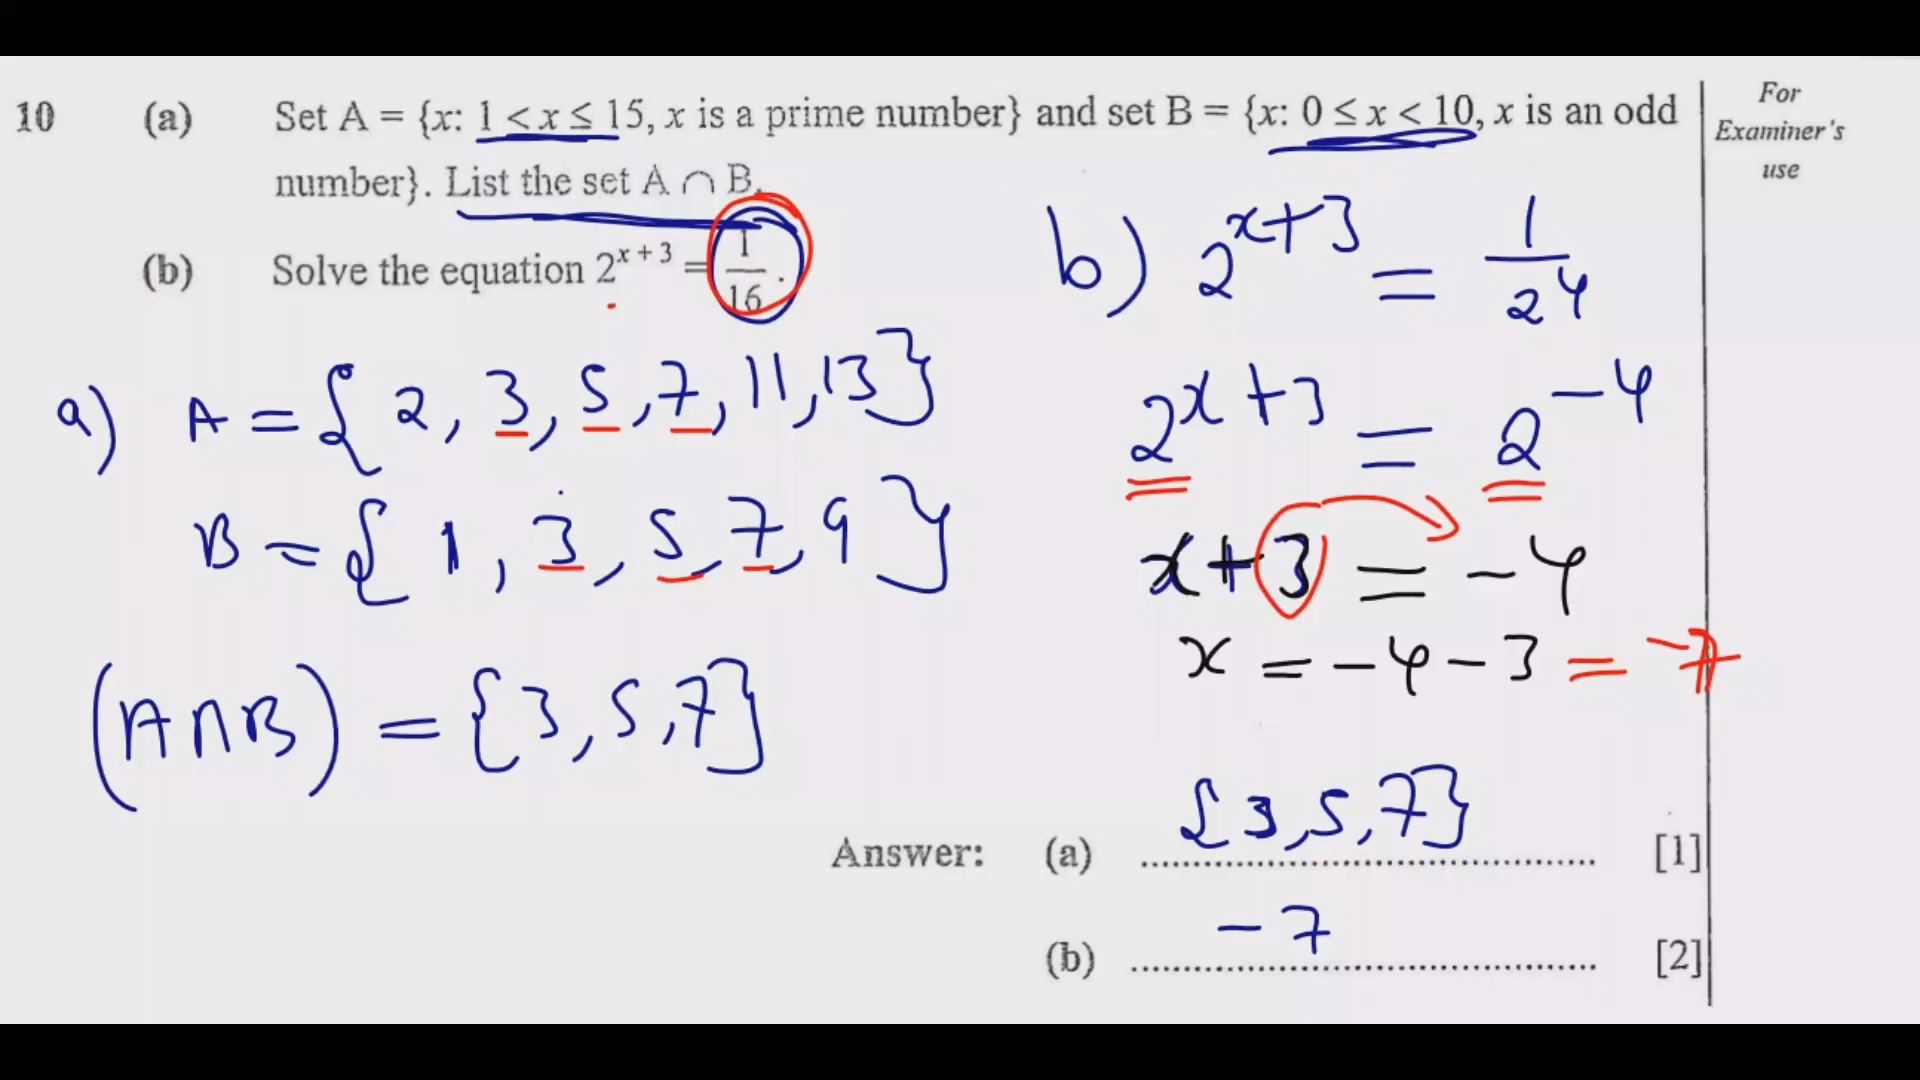 10 (a) Set A = {x: 1 < x ≤ 15, x is a prime number} and set B = {x: 0 ≤ x < 10, x is an odd
number}. List the set A ∩ B.
(b) Solve the equation 2^(x + 3) = 1/16.
For
Examiner's
use
a) A = {2, 3, 5, 7, 11, 13}
B = {1, 3, 5, 7, 9}
(A∩B) = {3, 5, 7}
b) 2^(x+3) = 1/2^4
2^(x+3) = 2^(-4)
x+3 = -4
x = -4 - 3 = -7
Answer: (a) {3, 5, 7} [1]
(b) -7 [2]